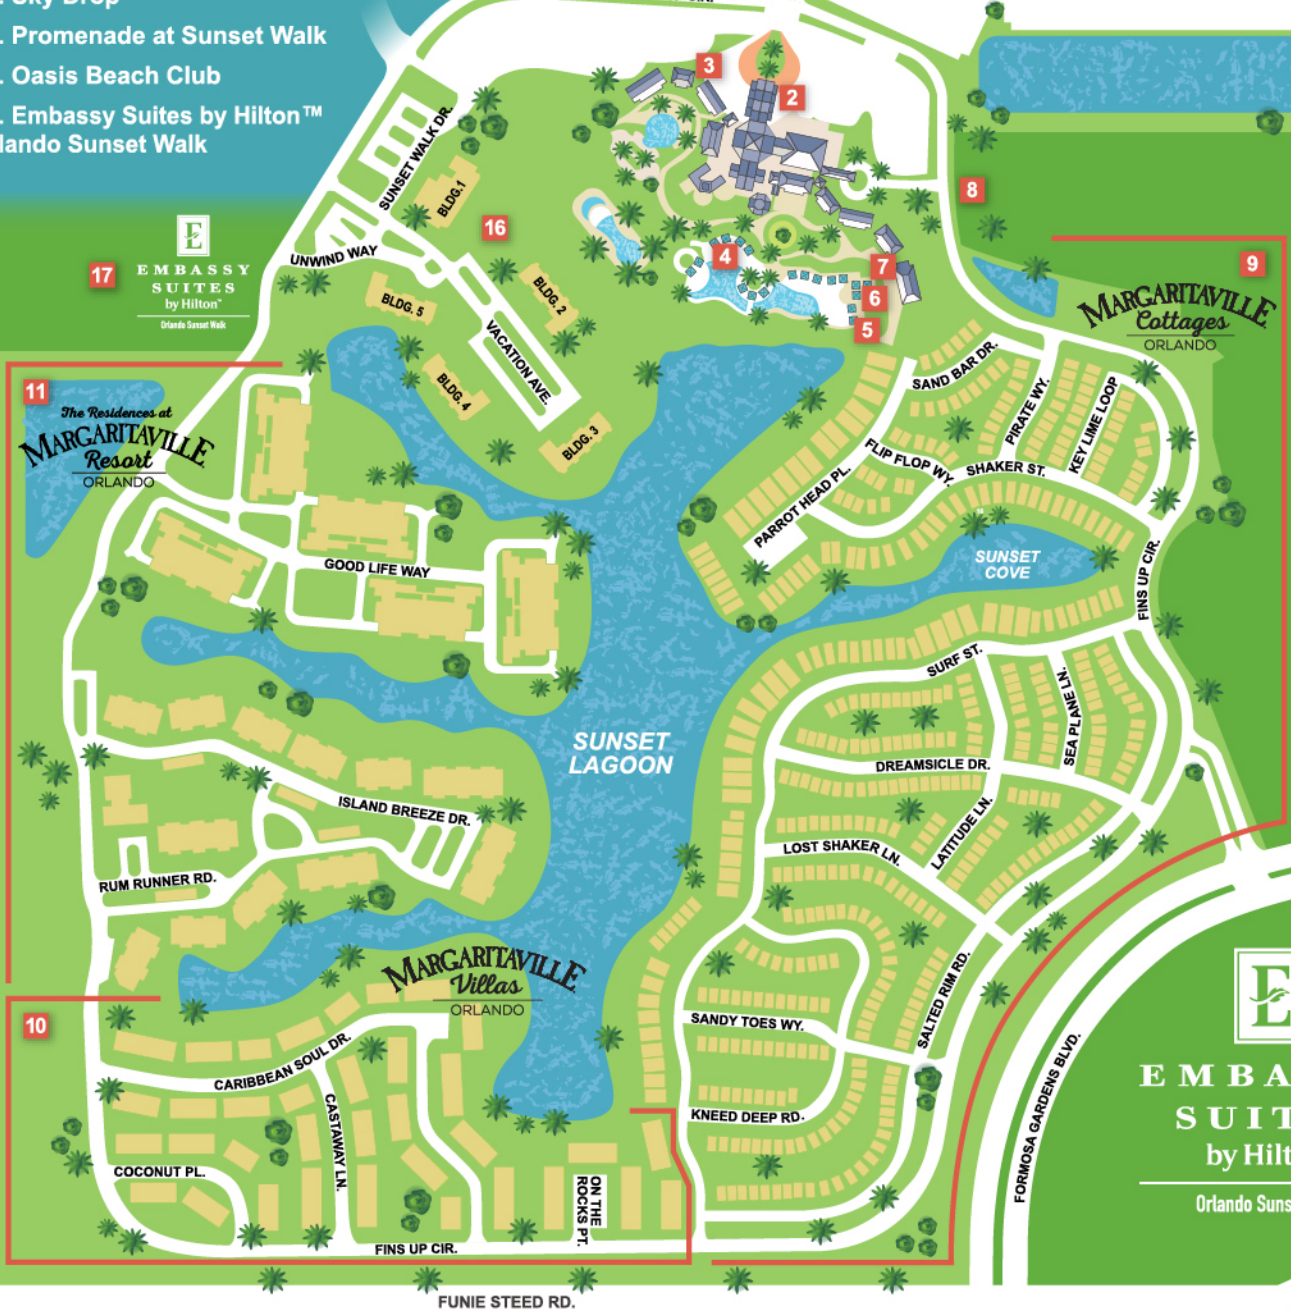 . Sky Drop
. Promenade at Sunset Walk
. Oasis Beach Club
. Embassy Suites by Hilton™
lando Sunset Walk
3
2
SUNSET WALK DR.
BLDG.1
8
16
UNWIND WAY
17
E
EMBASSY
SUITES
by Hilton™
Orlando Sunset Walk
4
7
6
5
9
MARGARITAVILLE
Cottages
ORLANDO
BLDG. 5
BLDG. 2
VACATION AVE.
BLDG. 4
BLDG. 3
11
The Residences at
MARGARITAVILLE
Resort
ORLANDO
SAND BAR DR.
PIRATE WY.
KEY LIME LOOP
FLIP FLOP WY.
SHAKER ST.
PARROT HEAD PL.
SUNSET
COVE
FINS UP CIR.
GOOD LIFE WAY
SURF ST.
SEA PLANE LN.
SUNSET
LAGOON
DREAMSICLE DR.
ISLAND BREEZE DR.
LATITUDE LN.
LOST SHAKER LN.
RUM RUNNER RD.
MARGARITAVILLE
Villas
ORLANDO
SALTED RIM RD.
10
SANDY TOES WY.
CARIBBEAN SOUL DR.
CASTAWAY LN.
KNEED DEEP RD.
COCONUT PL.
ON THE
ROCKS PT.
FORMOSA GARDENS BLVD.
E
EMBA
SUIT
by Hilt
Orlando Suns
FINS UP CIR.
FUNIE STEED RD.